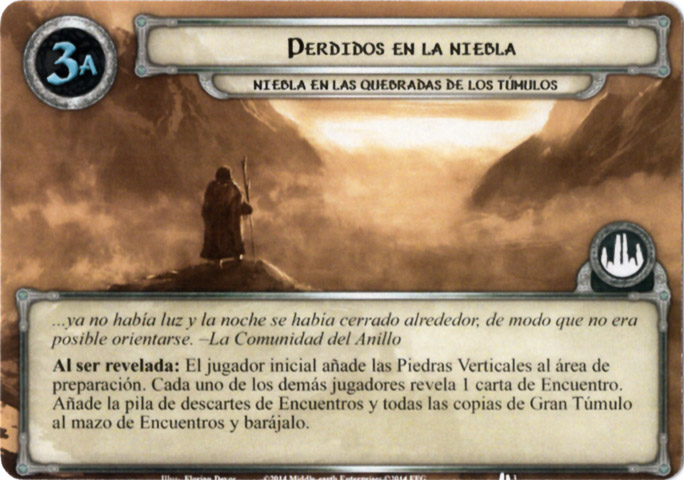 3A
PERDIDOS EN LA NIEBLA
NIEBLA EN LAS QUEBRADAS DE LOS TÚMULOS
...ya no había luz y la noche se había cerrado alrededor, de modo que no era
posible orientarse. –La Comunidad del Anillo
Al ser revelada: El jugador inicial añade las Piedras Verticales al área de
preparación. Cada uno de los demás jugadores revela 1 carta de Encuentro.
Añade la pila de descartes de Encuentros y todas las copias de Gran Túmulo
al mazo de Encuentros y barájalo.
Illus. Florian Devos ©2014 Middle-earth Enterprises ©2014 FFG